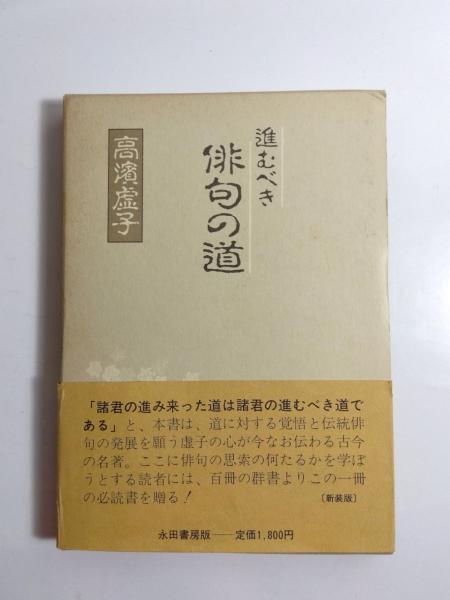 進むべき
俳句の道
高濱虚子
「諸君の進み来った道は諸君の進むべき道で
ある」と、本書は、道に対する覚悟と伝統俳
句の発展を願う虚子の心が今なお伝わる古今
の名著。ここに俳句の思索の何たるかを学ぼ
うとする読者には、百冊の群書よりこの一冊
の必読書を贈る！
〔新装版〕
永田書房版――定価1,800円